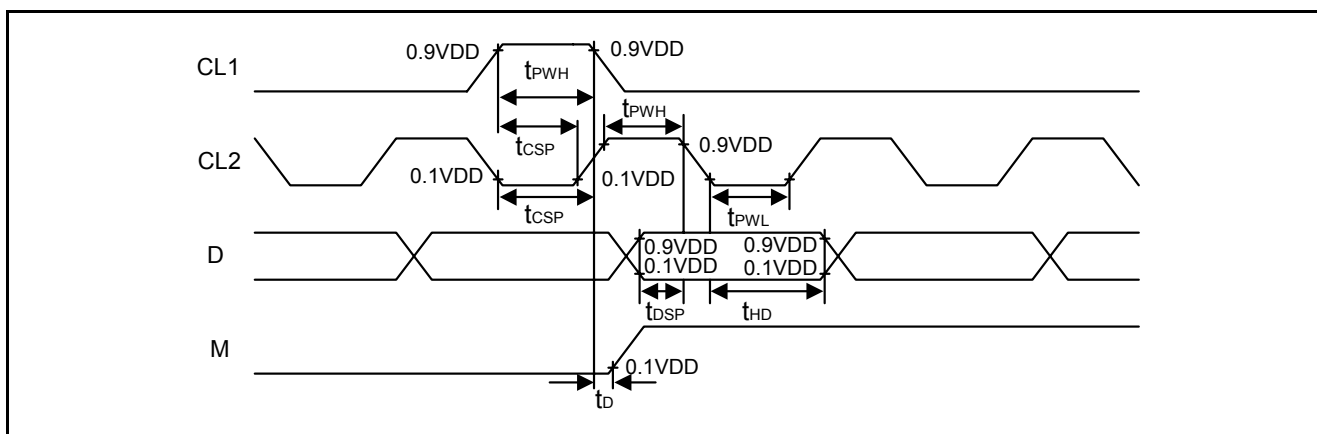 CL1
0.9VDD
0.9VDD
tPWH
tPWH
tCSP
CL2
0.9VDD
0.1VDD
0.1VDD
tCSP
tPWL
D
0.9VDD
0.9VDD
0.1VDD
0.1VDD
tDSP
tHD
M
0.1VDD
tD